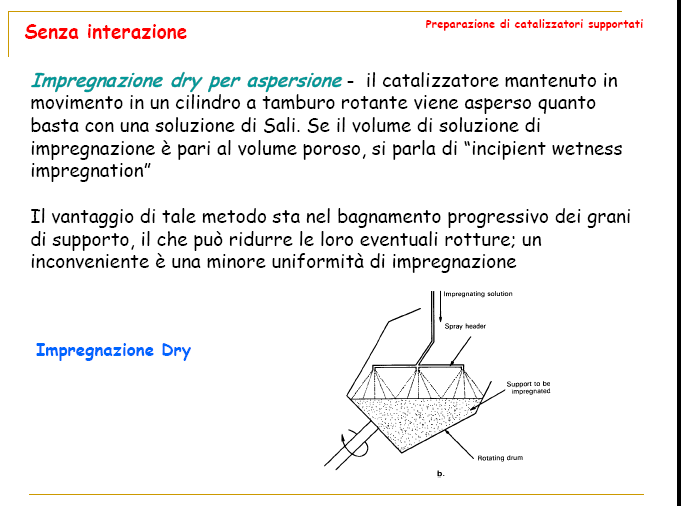 Senza interazione
Preparazione di catalizzatori supportati
Impregnazione dry per aspersione - il catalizzatore mantenuto in
movimento in un cilindro a tamburo rotante viene asperso quanto
basta con una soluzione di Sali. Se il volume di soluzione di
impregnazione è pari al volume poroso, si parla di “incipient wetness
impregnation”
Il vantaggio di tale metodo sta nel bagnamento progressivo dei grani
di supporto, il che può ridurre le loro eventuali rotture; un
inconveniente è una minore uniformità di impregnazione
Impregnating solution
Spray header
Impregnazione Dry
Support to be
impregnated
Rotating drum
b.